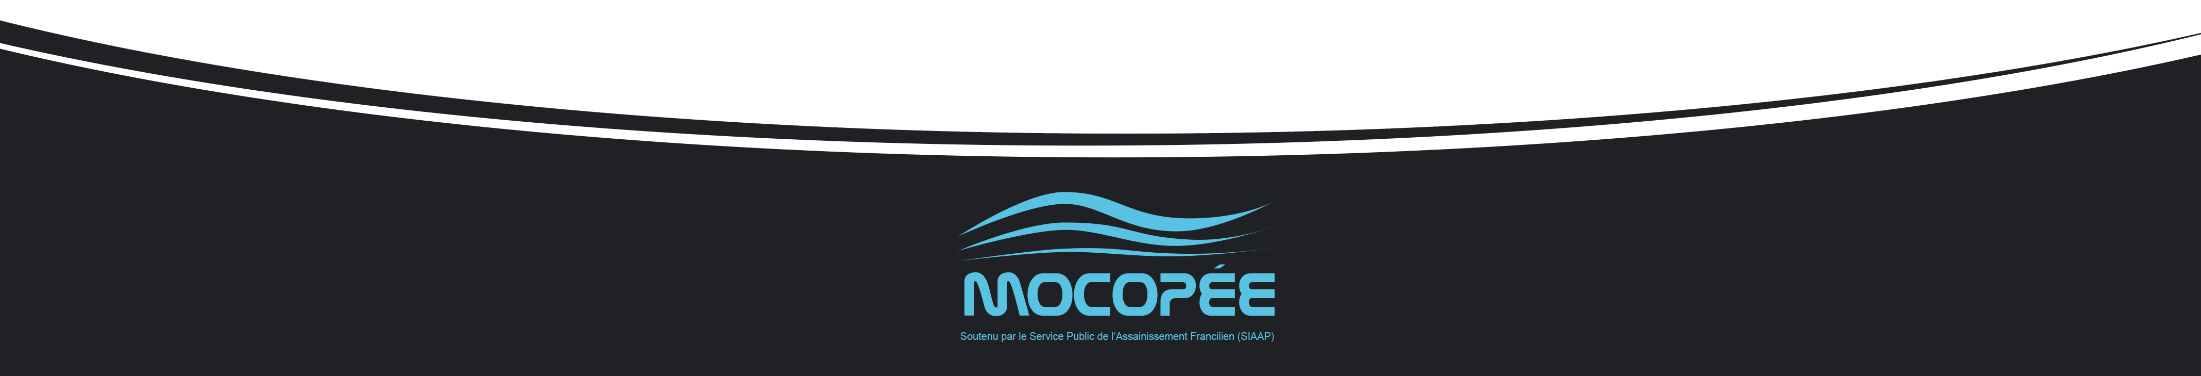 MOCOPÉE
Soutenu par le Service Public de l'Assainissement Francilien (SIAAP)